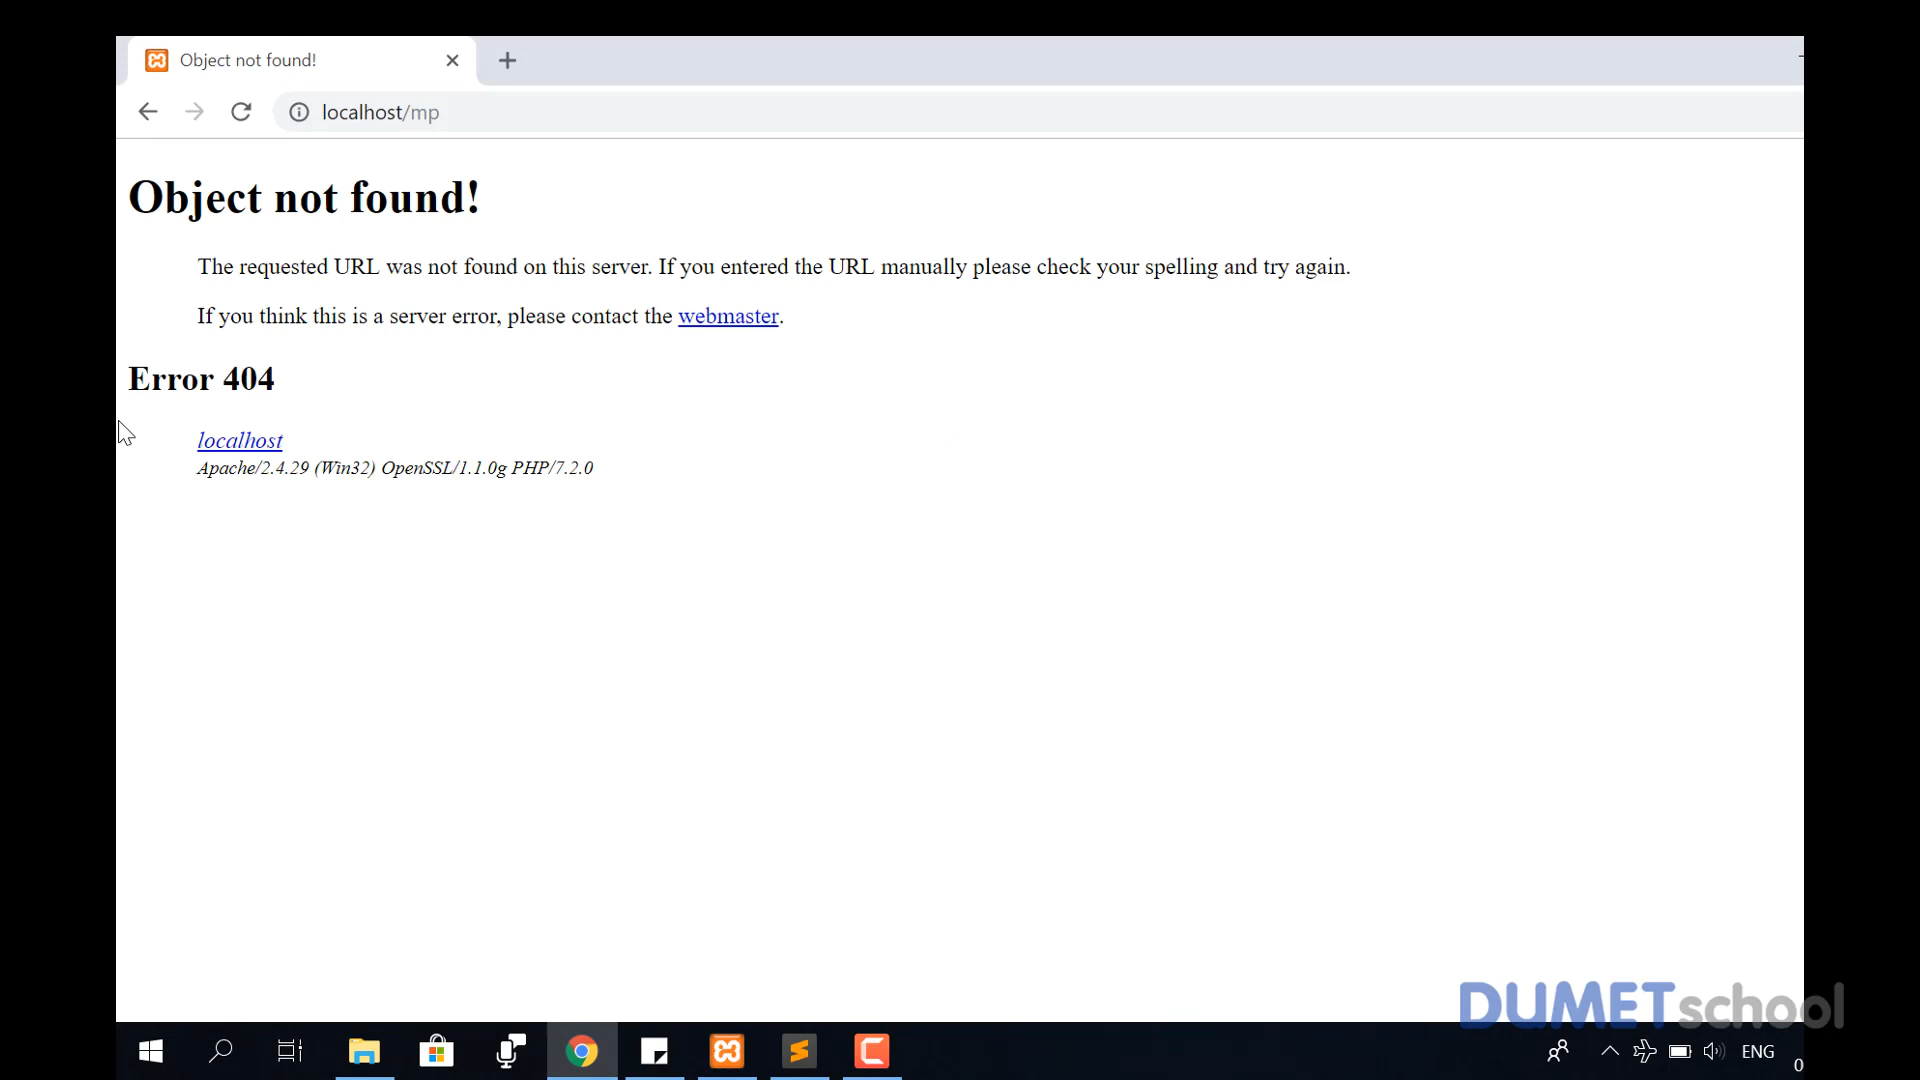 Object not found!
localhost/mp
Object not found!
The requested URL was not found on this server. If you entered the URL manually please check your spelling and try again.
If you think this is a server error, please contact the webmaster.
Error 404
localhost
Apache/2.4.29 (Win32) OpenSSL/1.1.0g PHP/7.2.0
DUMETschool
ENG
0